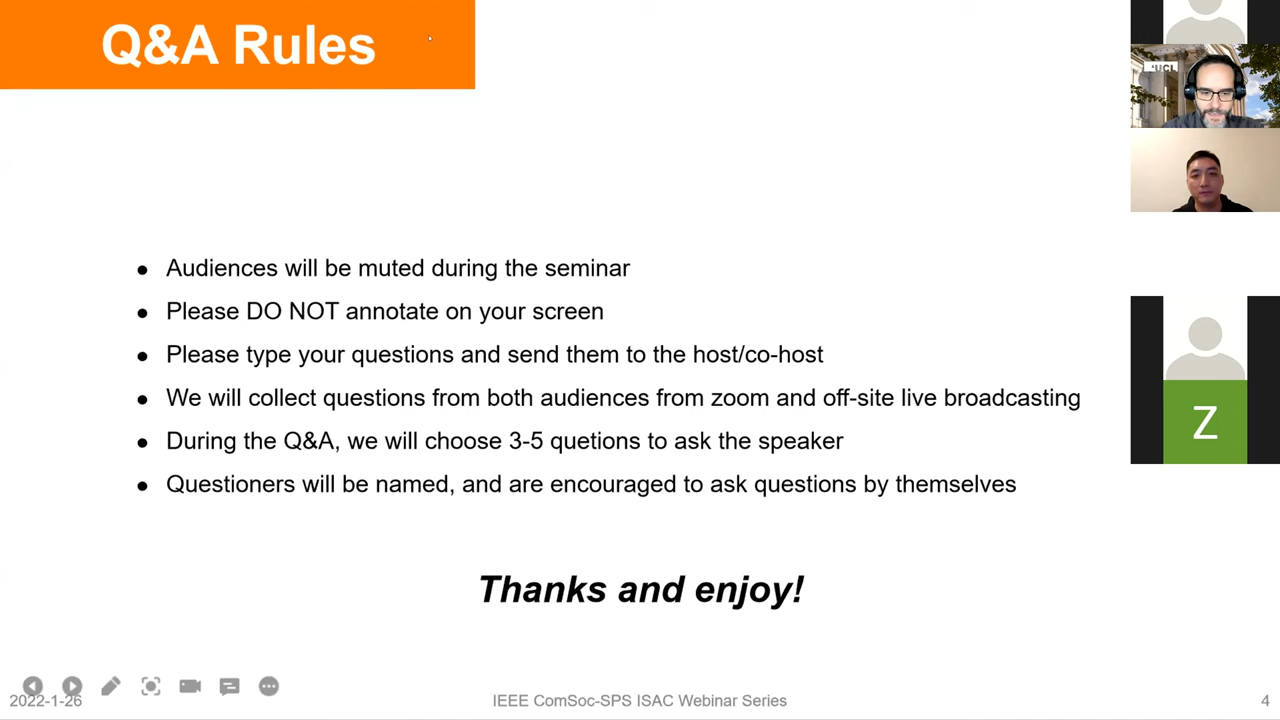 Q&A Rules
UCL
● Audiences will be muted during the seminar
● Please DO NOT annotate on your screen
● Please type your questions and send them to the host/co-host
● We will collect questions from both audiences from zoom and off-site live broadcasting
● During the Q&A, we will choose 3-5 quetions to ask the speaker
● Questioners will be named, and are encouraged to ask questions by themselves
Z
Thanks and enjoy!
2022-1-26
IEEE ComSoc-SPS ISAC Webinar Series
4